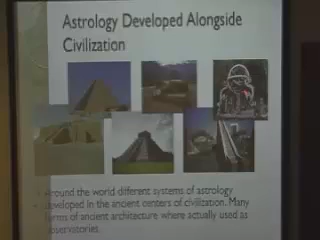 Astrology Developed Alongside
Civilization
Around the world different systems of astrology
developed in the ancient centers of civilization. Many
forms of ancient architecture where actually used as
observatories.